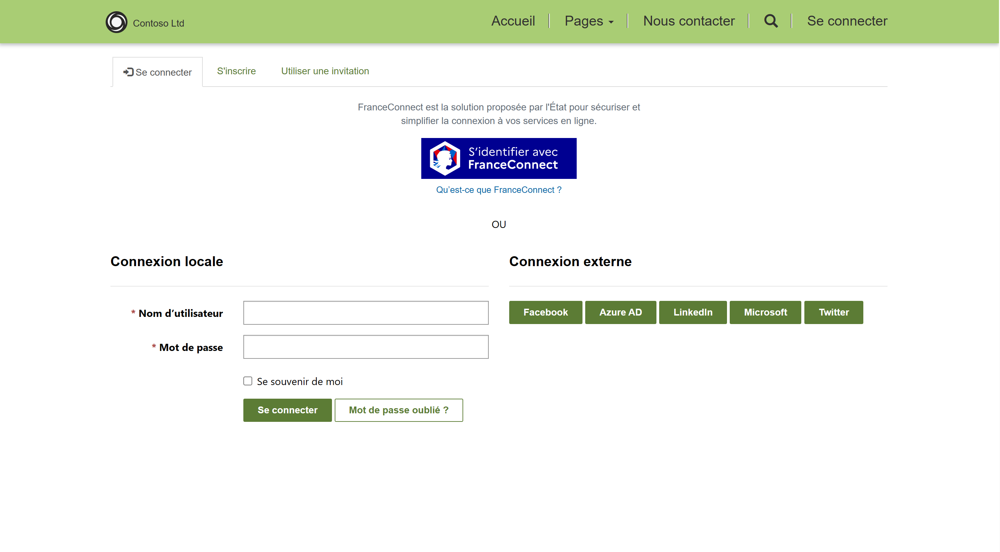 Contoso Ltd
Accueil Pages Nous contacter Se connecter
Se connecter S'inscrire Utiliser une invitation
FranceConnect est la solution proposée par l'État pour sécuriser et
simplifier la connexion à vos services en ligne.
S’identifier avec
FranceConnect
Qu’est-ce que FranceConnect ?
OU
Connexion locale
* Nom d’utilisateur
* Mot de passe
Se souvenir de moi
Se connecter Mot de passe oublié ?
Connexion externe
Facebook Azure AD LinkedIn Microsoft Twitter